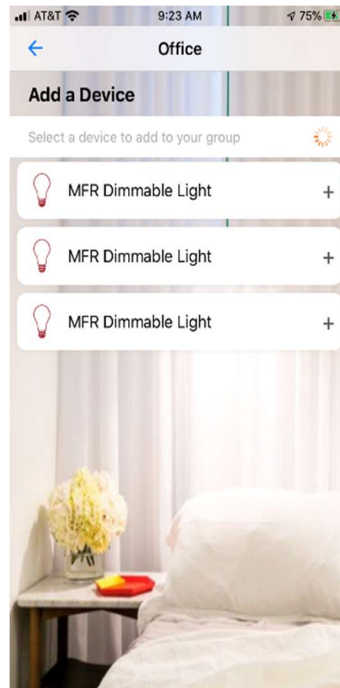 AT&T 9:23 AM 75%
Office
Add a Device
Select a device to add to your group
MFR Dimmable Light +
MFR Dimmable Light +
MFR Dimmable Light +